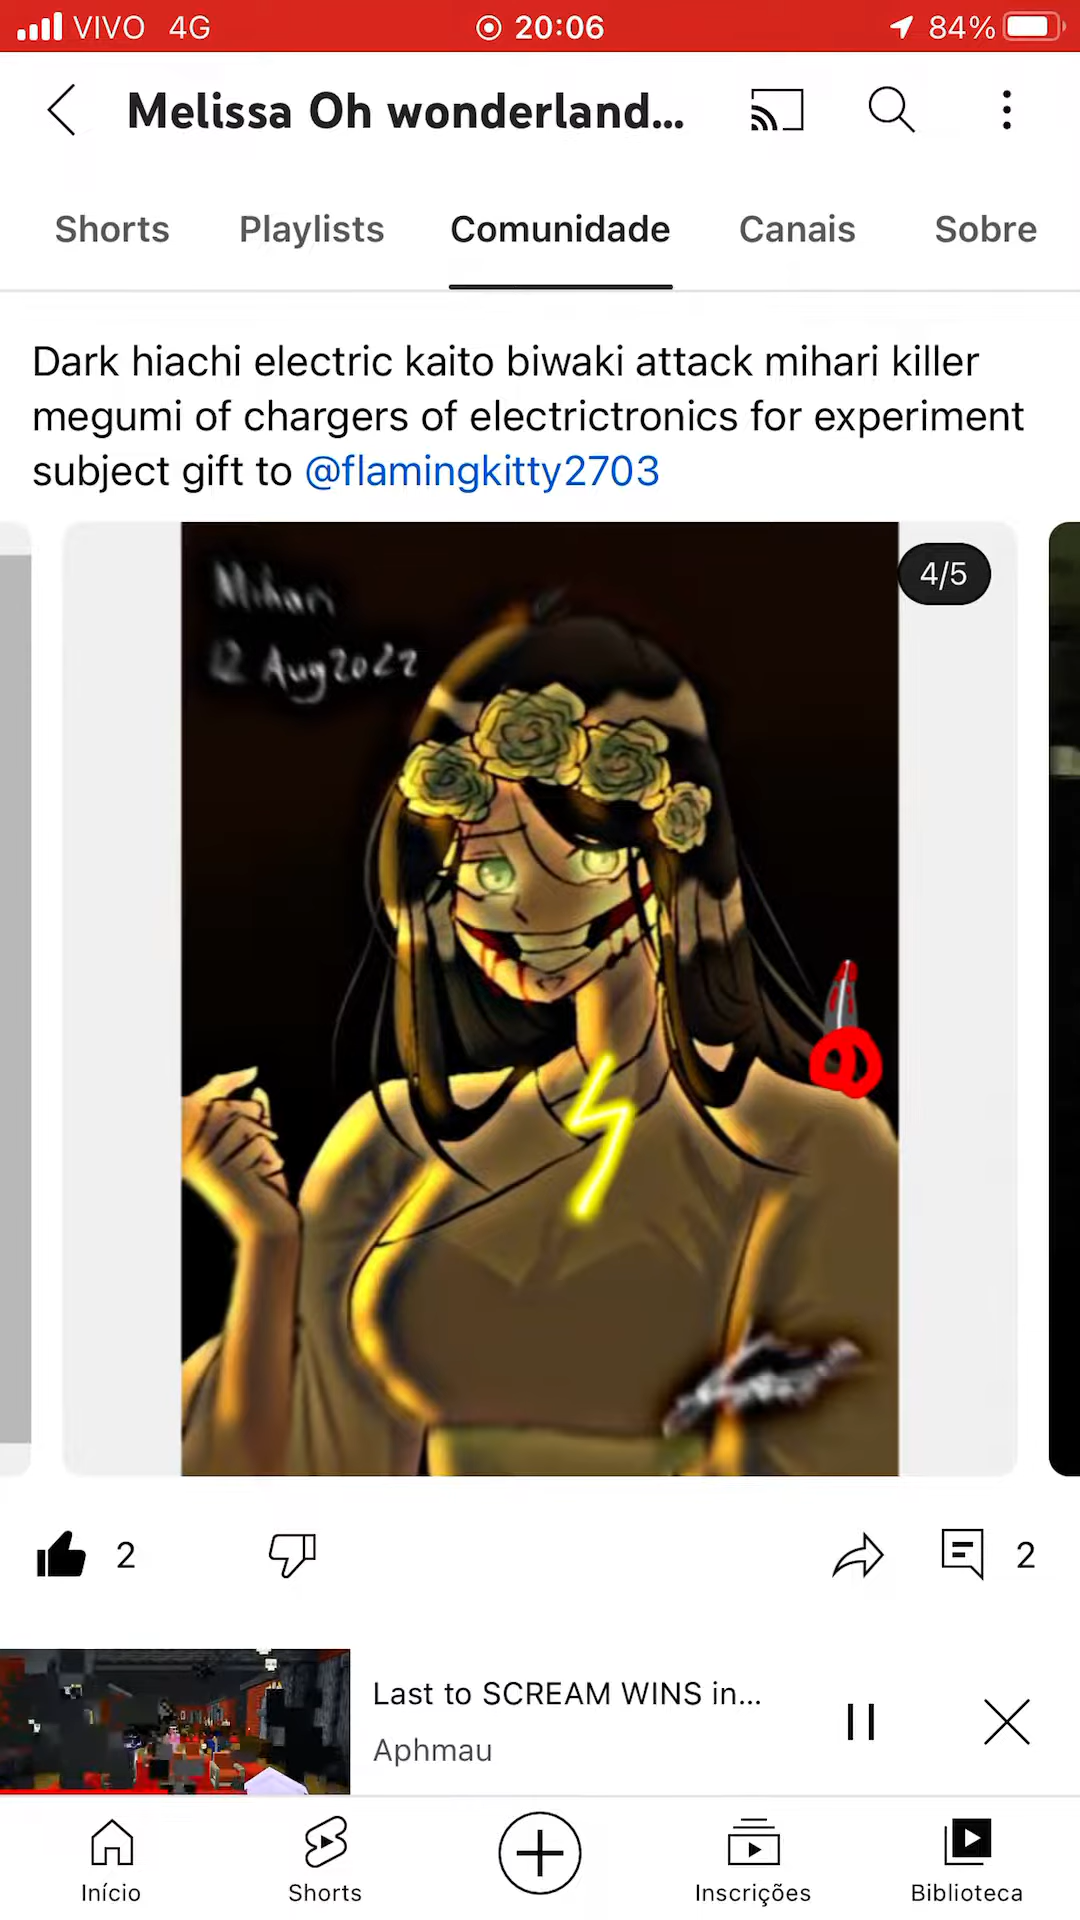 VIVO 4G 20:06 84%
Melissa Oh wonderland...
Shorts Playlists Comunidade Canais Sobre
Dark hiachi electric kaito biwaki attack mihari killer
megumi of chargers of electrictronics for experiment
subject gift to @flamingkitty2703
4/5
Mihari
12 Aug 2022
2 2
Last to SCREAM WINS in...
Aphmau
Início Shorts Inscrições Biblioteca